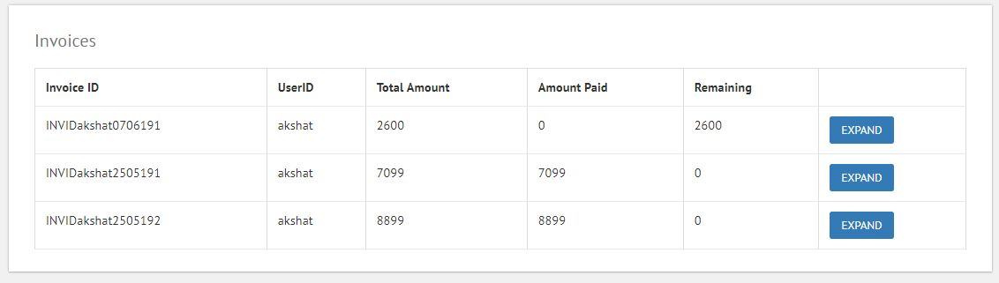 Invoices
Invoice ID UserID Total Amount Amount Paid Remaining
INVIDakshat0706191 akshat 2600 0 2600 EXPAND
INVIDakshat2505191 akshat 7099 7099 0 EXPAND
INVIDakshat2505192 akshat 8899 8899 0 EXPAND